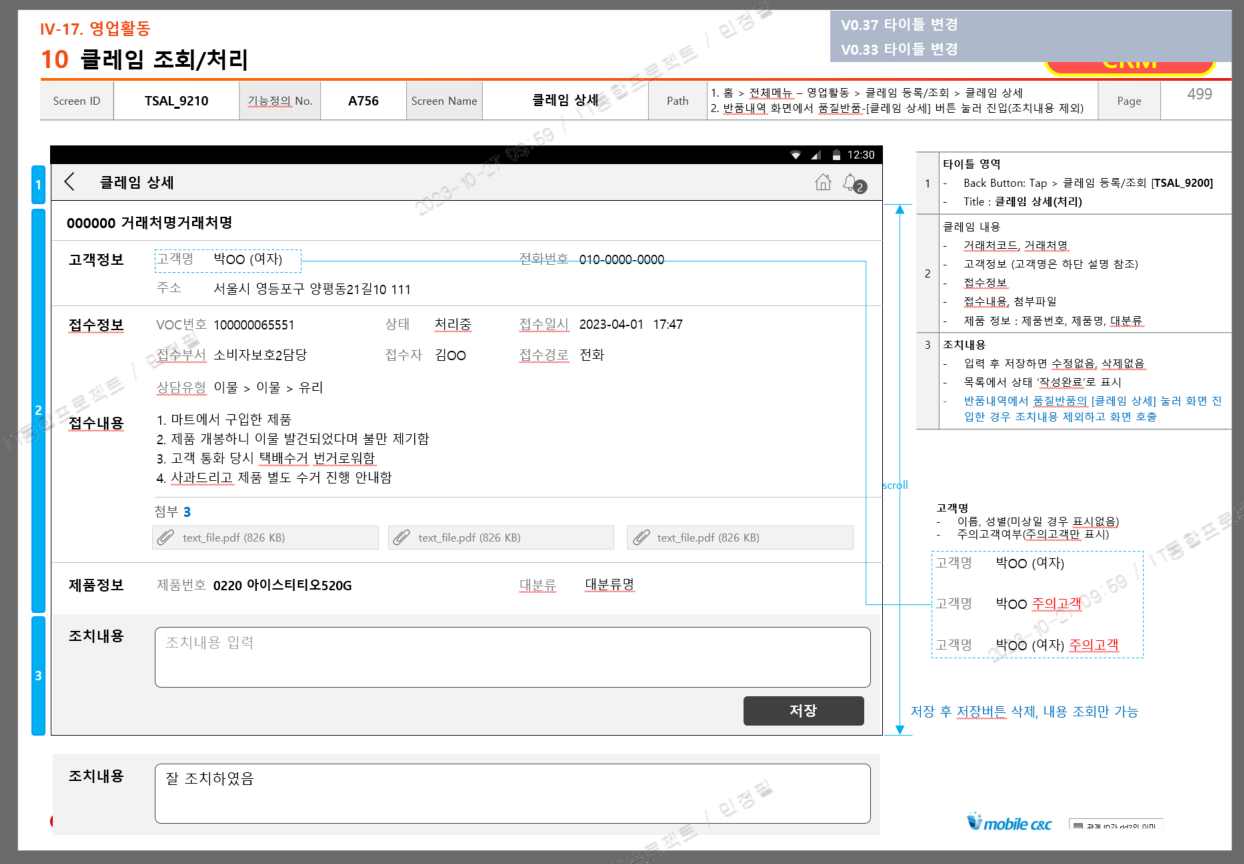 IV-17. 영업활동
10 클레임 조회/처리
V0.37 타이틀 변경
V0.33 타이틀 변경
CRM
Screen ID TSAL_9210 기능정의 No. A756 Screen Name 클레임 상세 Path
1. 홈 > 전체메뉴 – 영업활동 > 클레임 등록/조회 > 클레임 상세
2. 반품내역 화면에서 품질반품-[클레임 상세] 버튼 눌러 진입(조치내용 제외)
Page 499
12:30
1
클레임 상세
2
000000 거래처명거래처명
고객정보 고객명 박OO (여자) 전화번호 010-0000-0000
주소 서울시 영등포구 양평동21길10 111
접수정보 VOC번호 100000065551 상태 처리중 접수일시 2023-04-01 17:47
접수부서 소비자보호2담당 접수자 김OO 접수경로 전화
상담유형 이물 > 이물 > 유리
2
접수내용
1. 마트에서 구입한 제품
2. 제품 개봉하니 이물 발견되었다며 불만 제기함
3. 고객 통화 당시 택배수거 번거로워함
4. 사과드리고 제품 별도 수거 진행 안내함
첨부 3
text_file.pdf (826 KB) text_file.pdf (826 KB) text_file.pdf (826 KB)
제품정보 제품번호 0220 아이스티티오520G 대분류 대분류명
3
조치내용 조치내용 입력
저장
조치내용 잘 조치하였음
scroll
1
타이틀 영역
- Back Button: Tap > 클레임 등록/조회 [TSAL_9200]
- Title : 클레임 상세(처리)
2
클레임 내용
- 거래처코드, 거래처명
- 고객정보 (고객명은 하단 설명 참조)
- 접수정보
- 접수내용, 첨부파일
- 제품 정보 : 제품번호, 제품명, 대분류
3 조치내용
- 입력 후 저장하면 수정없음, 삭제없음
- 목록에서 상태 '작성완료'로 표시
- 반품내역에서 품질반품의 [클레임 상세] 눌러 화면 진
입한 경우 조치내용 제외하고 화면 호출
고객명
- 이름, 성별(미상일 경우 표시없음)
- 주의고객여부(주의고객만 표시)
고객명 박OO (여자)
고객명 박OO 주의고객
고객명 박OO (여자) 주의고객
저장 후 저장버튼 삭제, 내용 조회만 가능
mobile c&c
2023-10-27 09:59 / IT통합프로젝트 / 민정필
IT통합프로젝트 / 민정필
2023-10-27 09:59 / IT통합프로